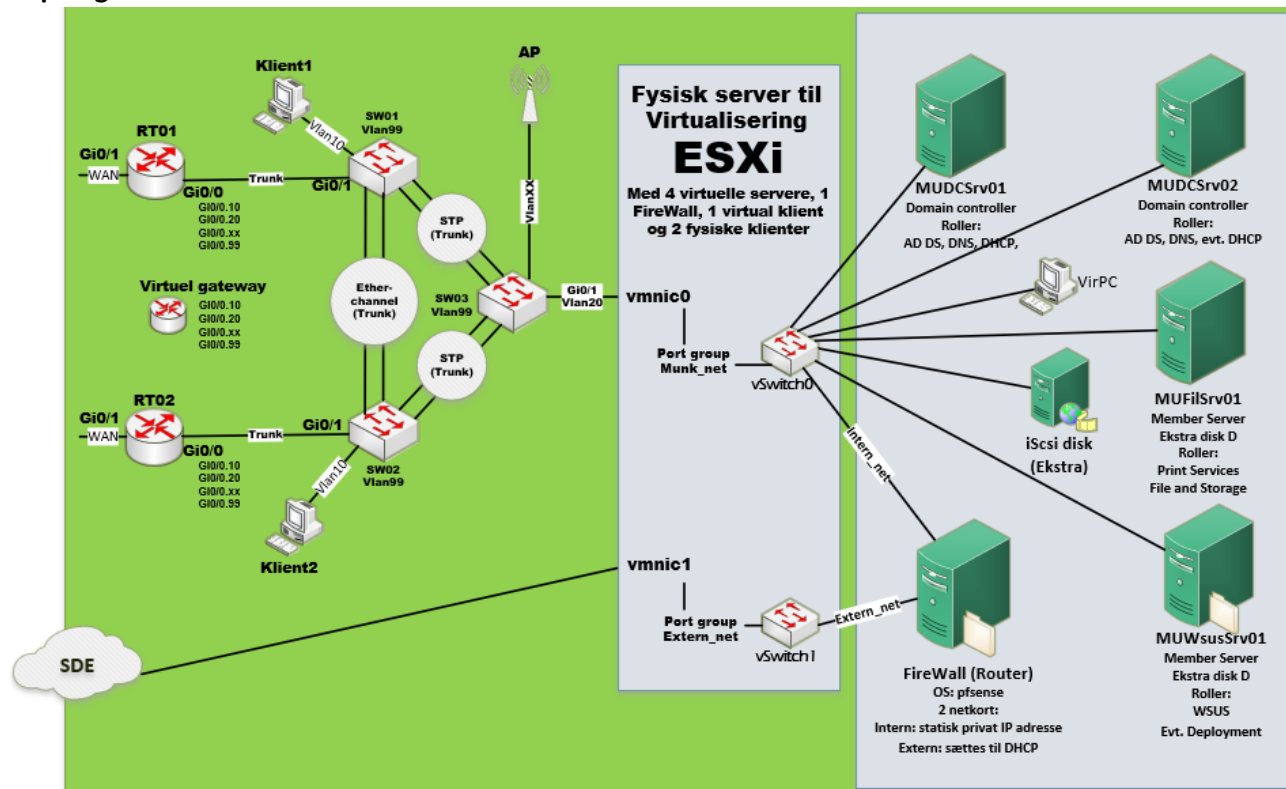 Klient1
AP
RT01
SW01
Vlan99
Vlan10
Gi0/1
WAN
Trunk
Gi0/1
Gi0/0
GI0/0.10
GI0/0.20
GI0/0.xx
GI0/0.99
STP
(Trunk)
VlanXX
Virtuel gateway
GI0/0.10
GI0/0.20
GI0/0.xx
GI0/0.99
Ether-
channel
(Trunk)
SW03
Vlan99
Gi0/1
Vlan20
STP
(Trunk)
RT02
Gi0/1
WAN
Trunk
Gi0/1
Gi0/0
GI0/0.10
GI0/0.20
GI0/0.xx
GI0/0.99
SW02
Vlan99
Vlan10
Klient2
SDE
Fysisk server til
Virtualisering
ESXi
Med 4 virtuelle servere, 1
FireWall, 1 virtual klient
og 2 fysiske klienter
vmnic0
Port group
Munk_net
vSwitch0
Intern_net
vmnic1
Port group
Extern_net
vSwitch1
Extern_net
MUDCSrv01
Domain controller
Roller:
AD DS, DNS, DHCP,
MUDCSrv02
Domain controller
Roller:
AD DS, DNS, evt. DHCP
VirPC
iScsi disk
(Ekstra)
MUFilSrv01
Member Server
Ekstra disk D
Roller:
Print Services
File and Storage
FireWall (Router)
OS: pfsense
2 netkort:
Intern: statisk privat IP adresse
Extern: sættes til DHCP
MUWsusSrv01
Member Server
Ekstra disk D
Roller:
WSUS
Evt. Deployment